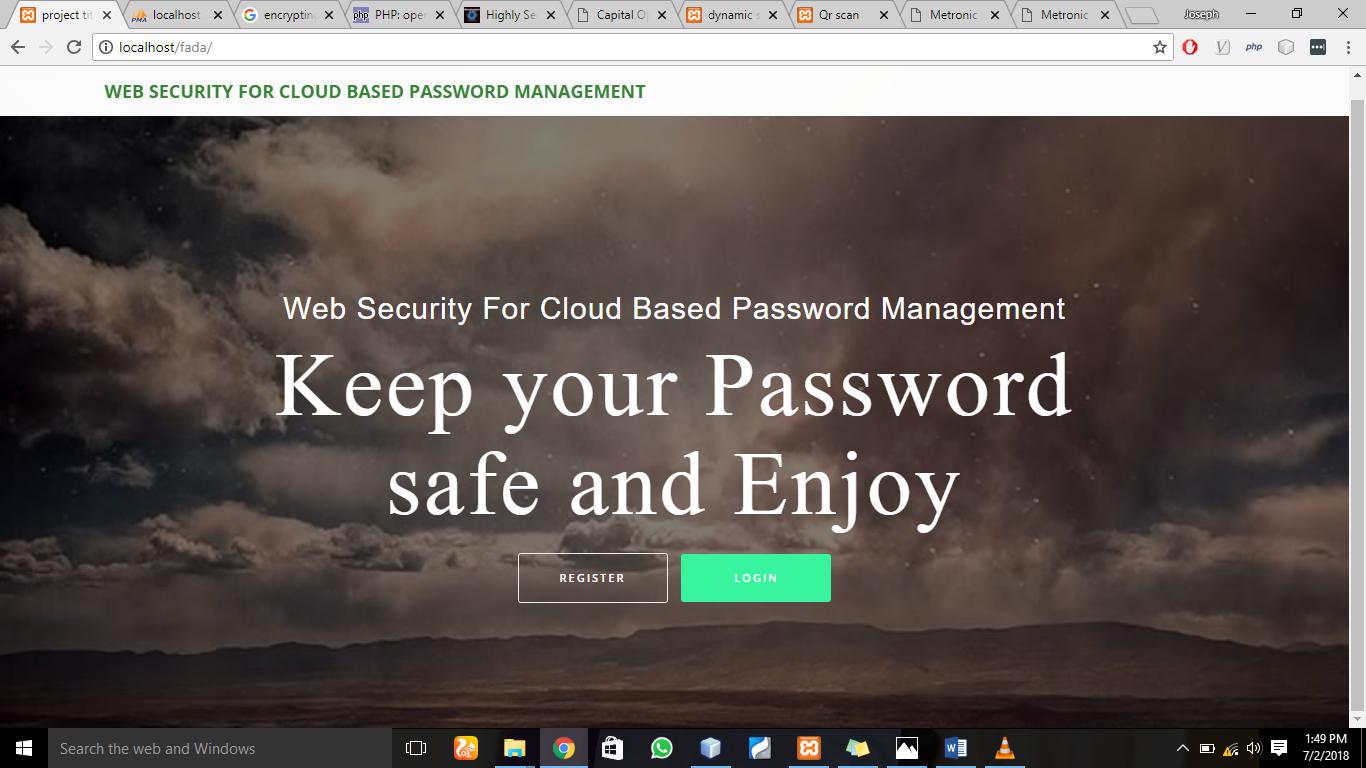 project tit
localhost
encrypting
PHP: oper
Highly Se
Capital Op
dynamic s
Qr scan
Metronic
Metronic
Joseph
localhost/fada/
php
WEB SECURITY FOR CLOUD BASED PASSWORD MANAGEMENT
Web Security For Cloud Based Password Management
Keep your Password
safe and Enjoy
REGISTER
LOGIN
Search the web and Windows
1:49 PM
7/2/2018